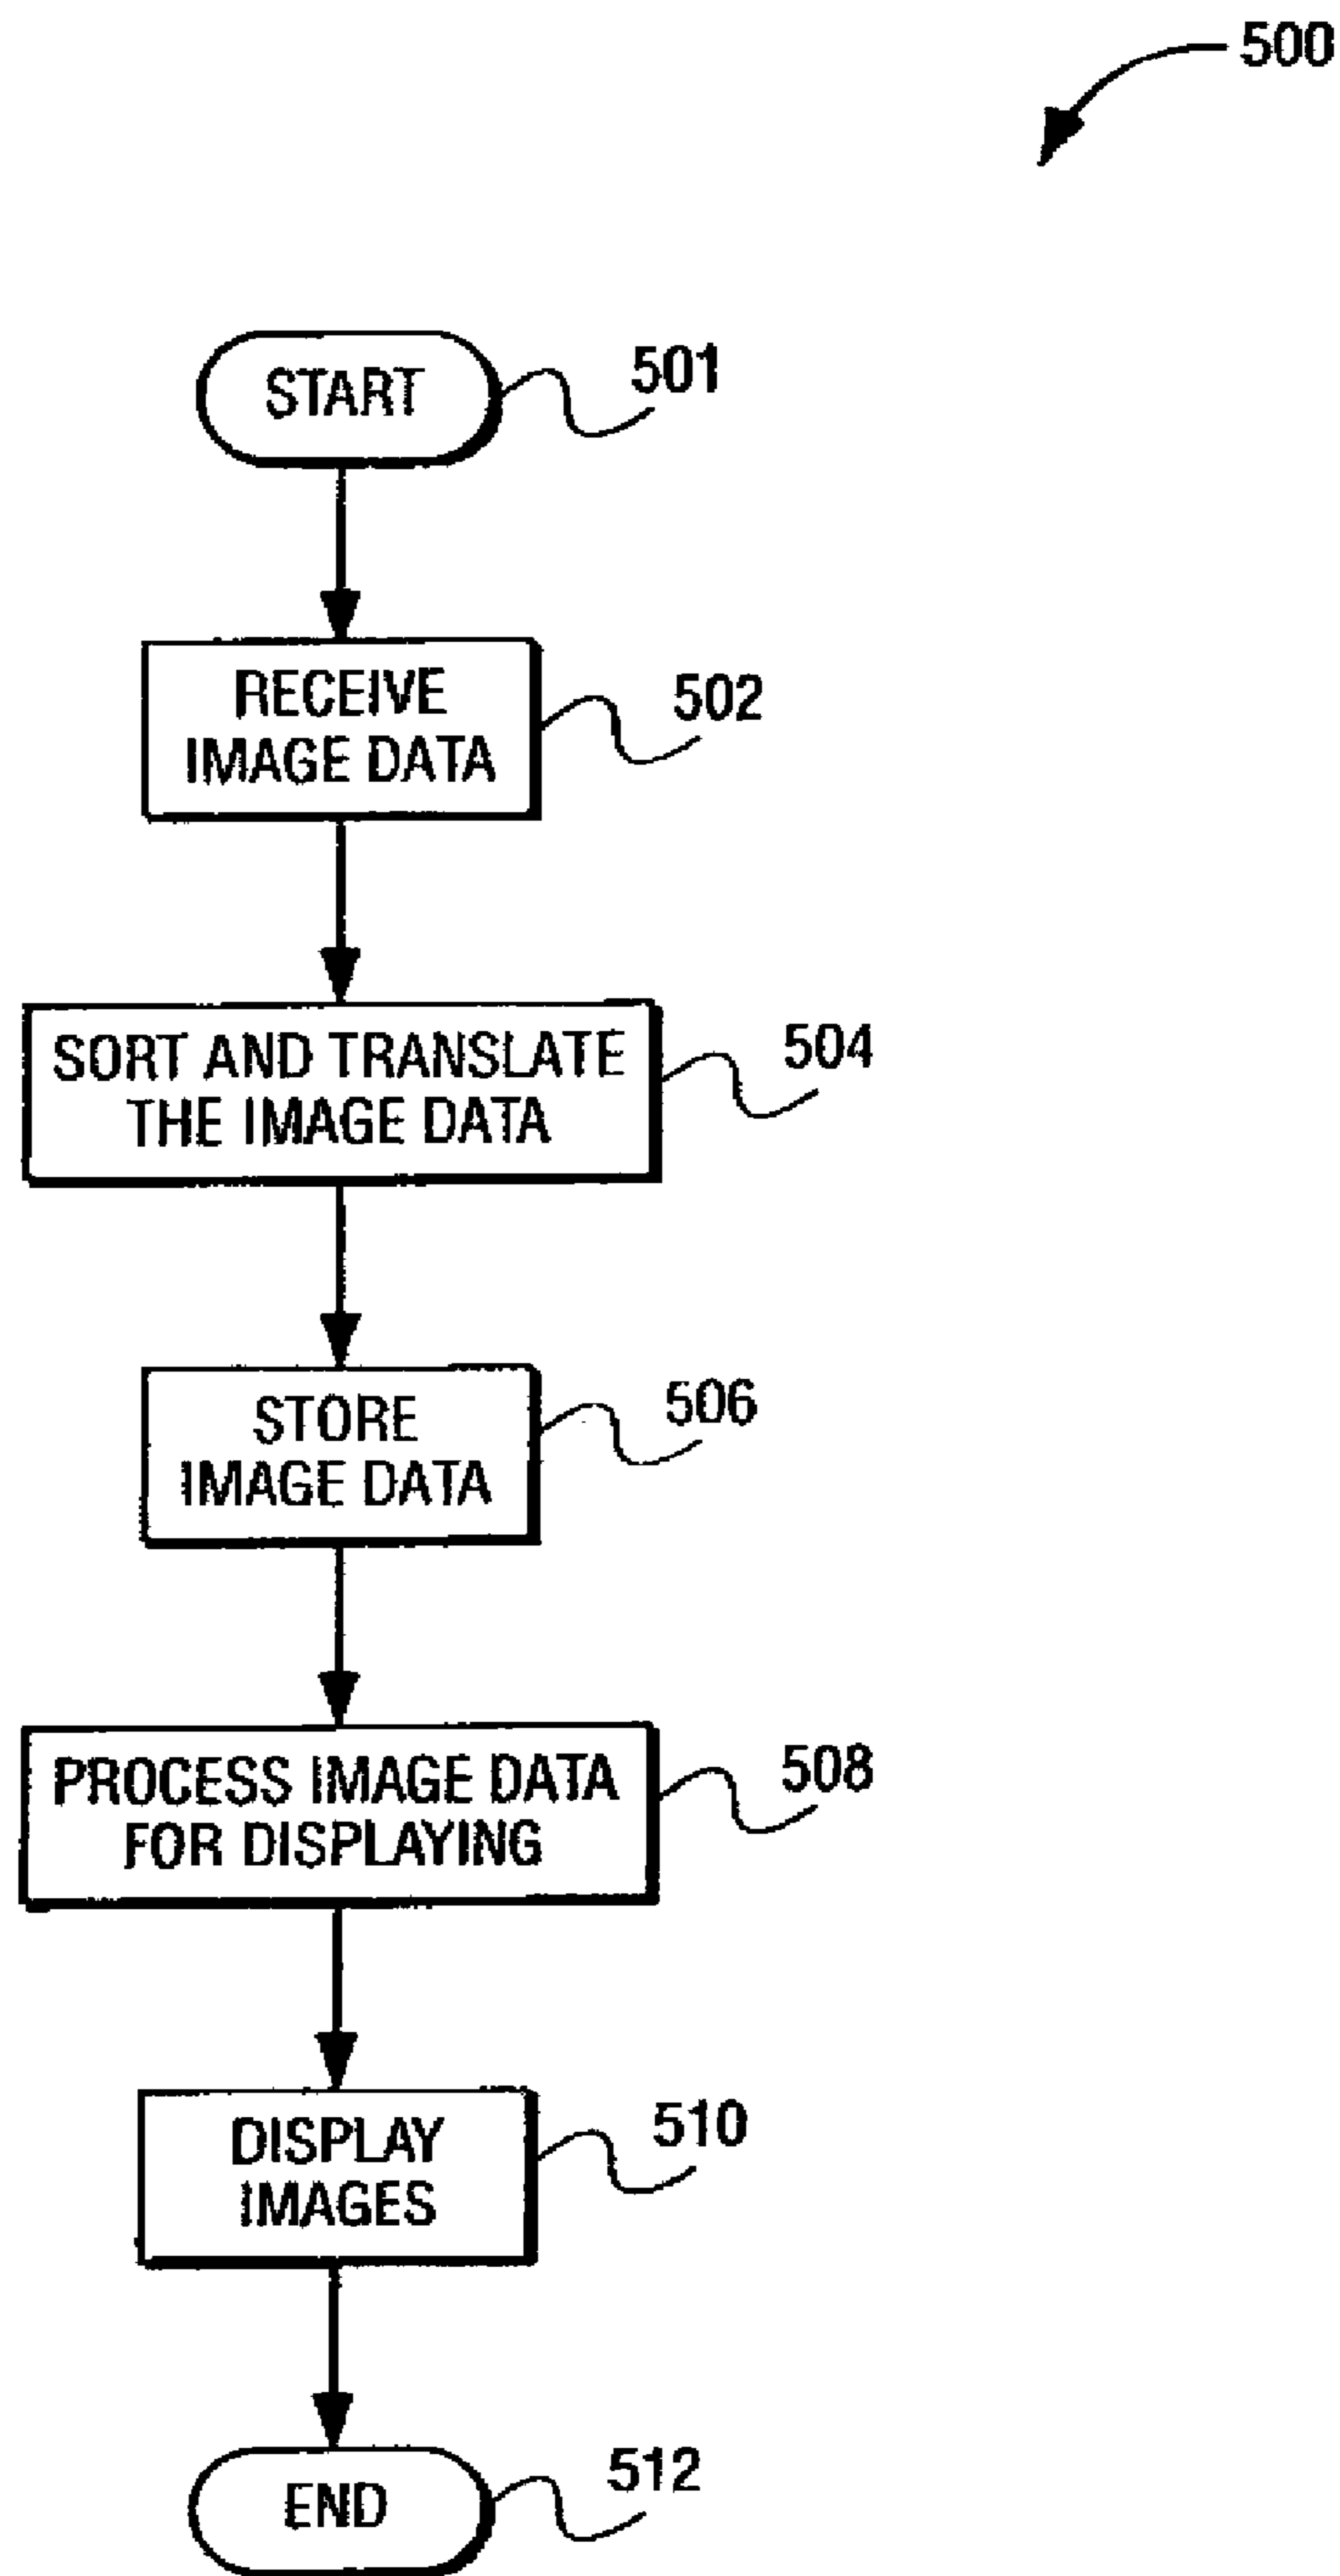 500
START
501
RECEIVE
IMAGE DATA
502
SORT AND TRANSLATE
THE IMAGE DATA
504
STORE
IMAGE DATA
506
PROCESS IMAGE DATA
FOR DISPLAYING
508
DISPLAY
IMAGES
510
END
512